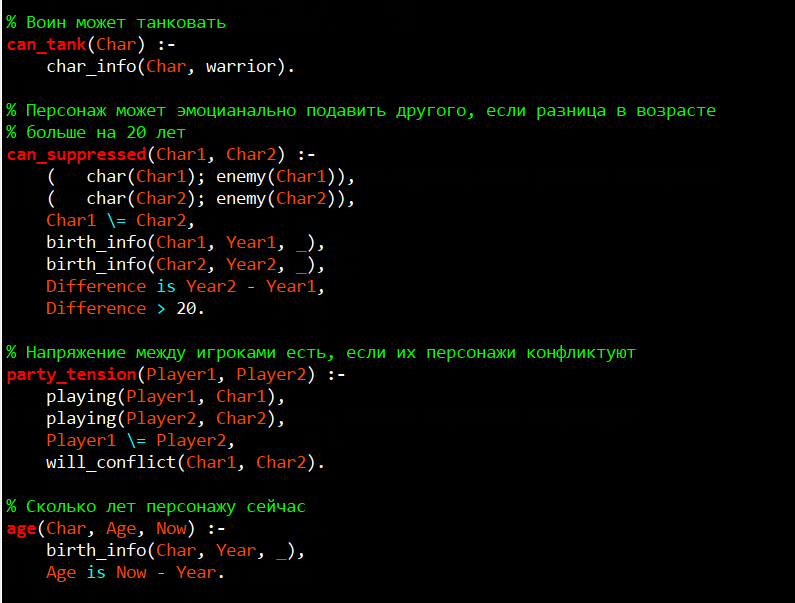 % Воин может танковать
can_tank(Char) :-
    char_info(Char, warrior).
% Персонаж может эмоцианально подавить другого, если разница в возрасте
% больше на 20 лет
can_suppressed(Char1, Char2) :-
    (   char(Char1); enemy(Char1)),
    (   char(Char2); enemy(Char2)),
    Char1 \= Char2,
    birth_info(Char1, Year1, _),
    birth_info(Char2, Year2, _),
    Difference is Year2 - Year1,
    Difference > 20.
% Напряжение между игроками есть, если их персонажи конфликтуют
party_tension(Player1, Player2) :-
    playing(Player1, Char1),
    playing(Player2, Char2),
    Player1 \= Player2,
    will_conflict(Char1, Char2).
% Сколько лет персонажу сейчас
age(Char, Age, Now) :-
    birth_info(Char, Year, _),
    Age is Now - Year.